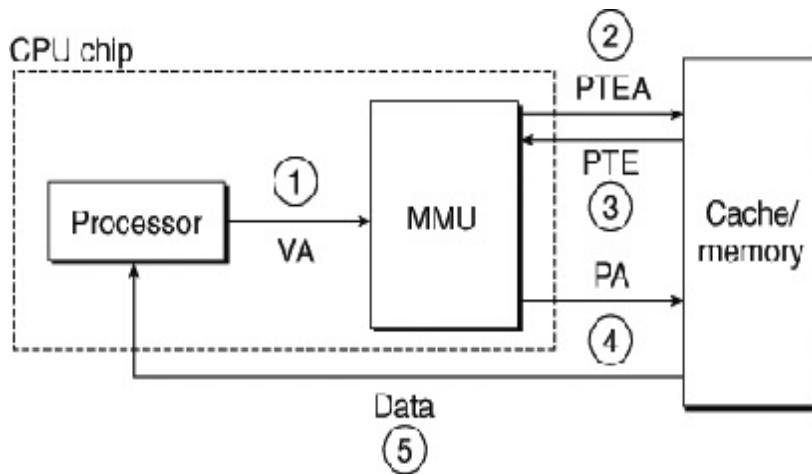 CPU chip
2
PTEA
1
PTE
3
Processor
VA
MMU
Cache/
memory
PA
4
Data
5